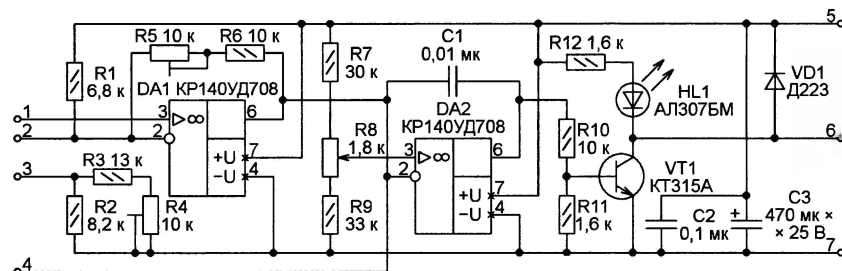 R5 10 к
R6 10 к
R1
6,8 к
DA1 КР140УД708
1
2
3
3
2
6
▷∞
+U
−U
7
4
R3 13 к
R2
8,2 к
R4
10 к
4
R7
30 к
R8
1,8 к
R9
33 к
C1
0,01 мк
DA2
КР140УД708
3
2
6
▷∞
+U
−U
7
4
R10
10 к
R11
1,6 к
R12 1,6 к
HL1
АЛ307БМ
VT1
КТ315А
C2
0,1 мк
+
C3
470 мк ×
× 25 В
VD1
Д223
5
6
7